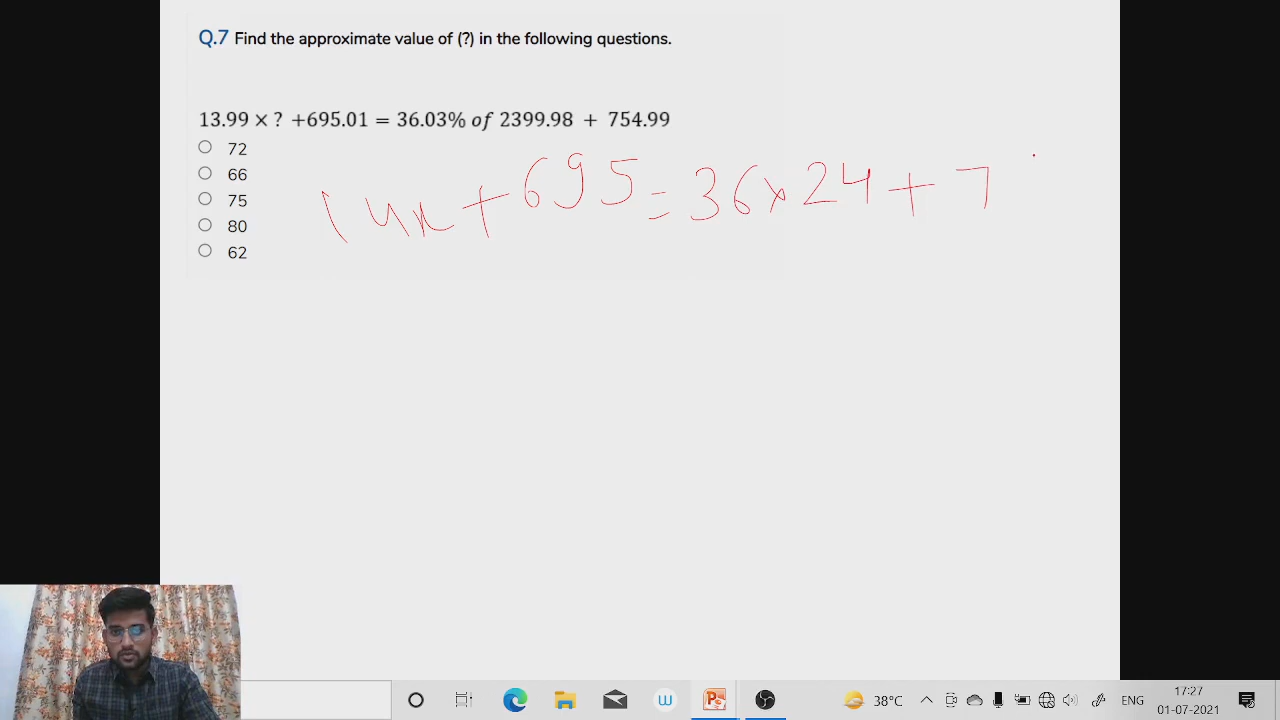 Q.7 Find the approximate value of (?) in the following questions.
13.99 × ? +695.01 = 36.03% of 2399.98 + 754.99
72
66
75
80
62
14x + 695 = 36 × 24 + 7
38°C ENG 17:27
01-07-2021